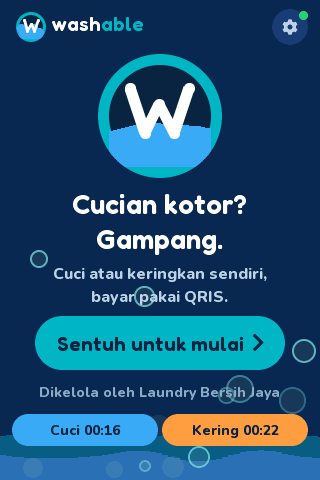 washable
W
Cucian kotor?
Gampang.
Cuci atau keringkan sendiri,
bayar pakai QRIS.
Sentuh untuk mulai
Dikelola oleh Laundry Bersih Jaya
Cuci 00:16
Kering 00:22